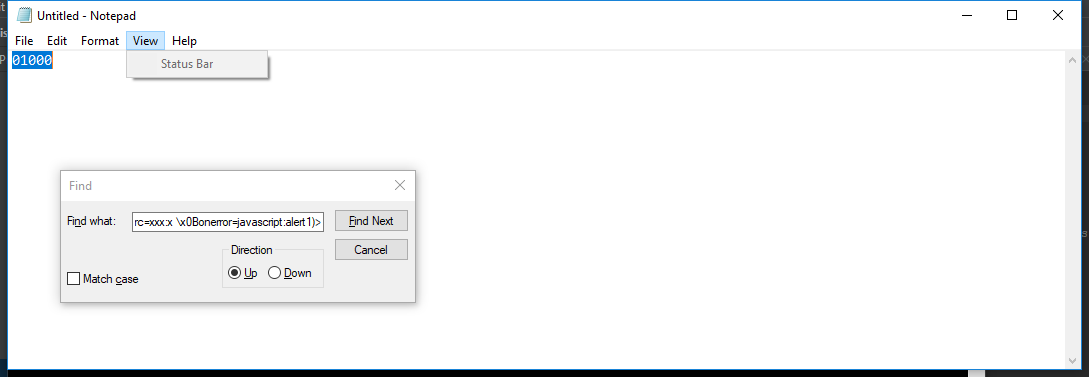 Untitled - Notepad
File Edit Format View Help
01000
Status Bar
Find
Find what: rc=xxx:x \x0Bonerror=javascript:alert1)> Find Next
Cancel
Direction
Up Down
Match case